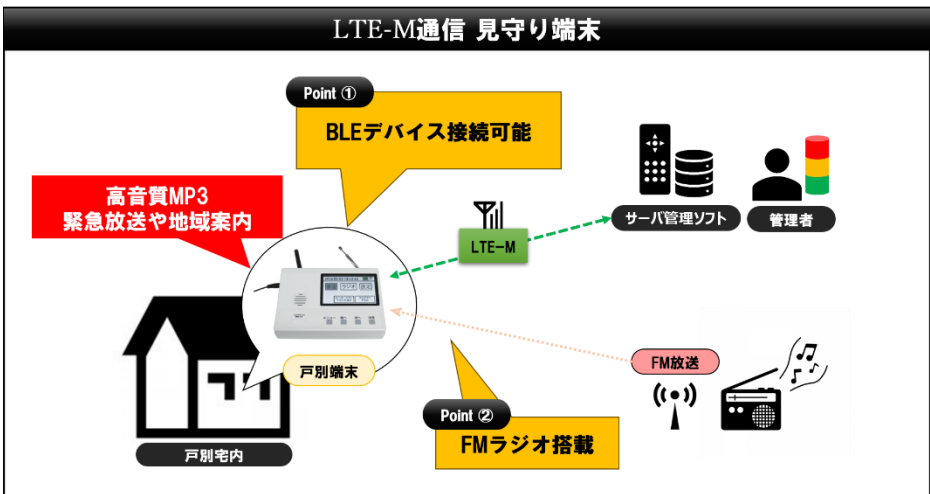 LTE-M通信 見守り端末
Point ①
BLEデバイス接続可能
高音質MP3
緊急放送や地域案内
LTE-M
サーバ管理ソフト
管理者
戸別端末
FM放送
Point ②
FMラジオ搭載
戸別宅内